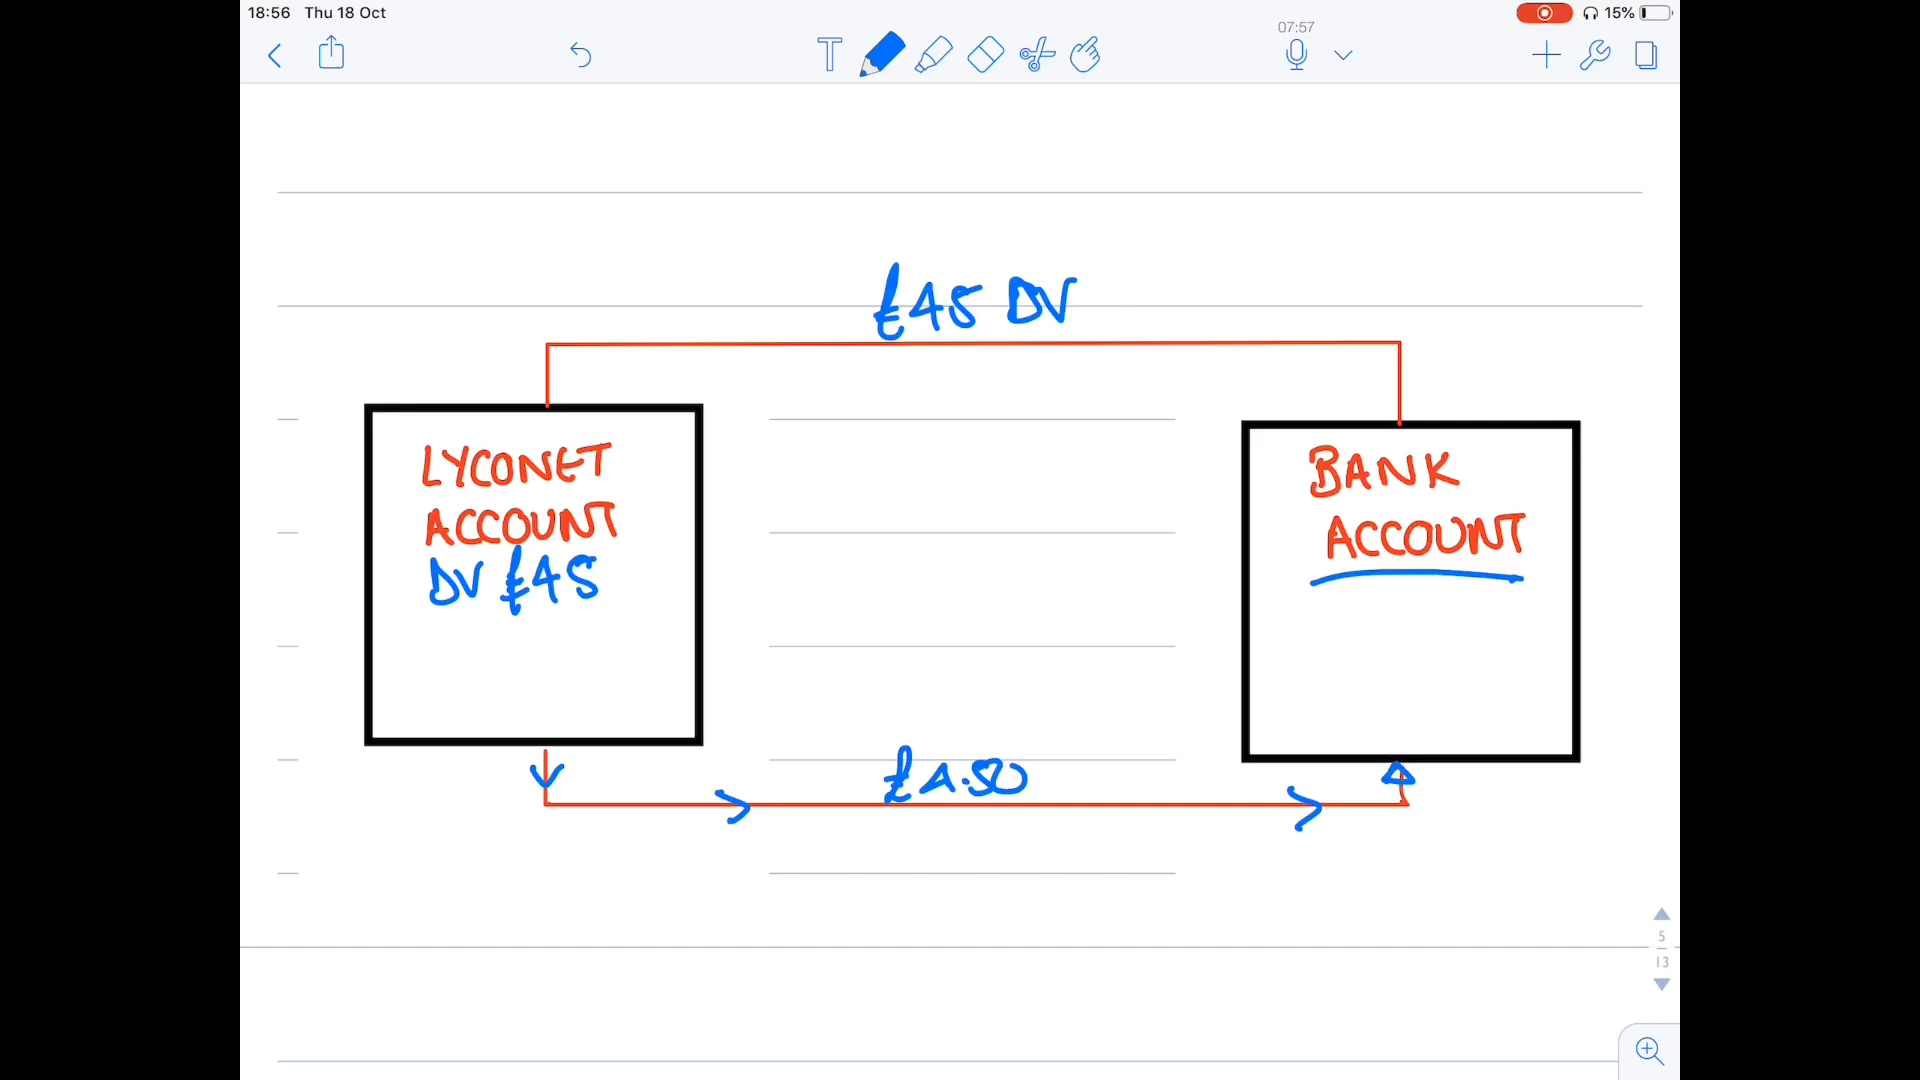 18:56 Thu 18 Oct
15%
07:57
T
£45 DV
LYCONET
ACCOUNT
DV £45
BANK
ACCOUNT
£4.50
5
13